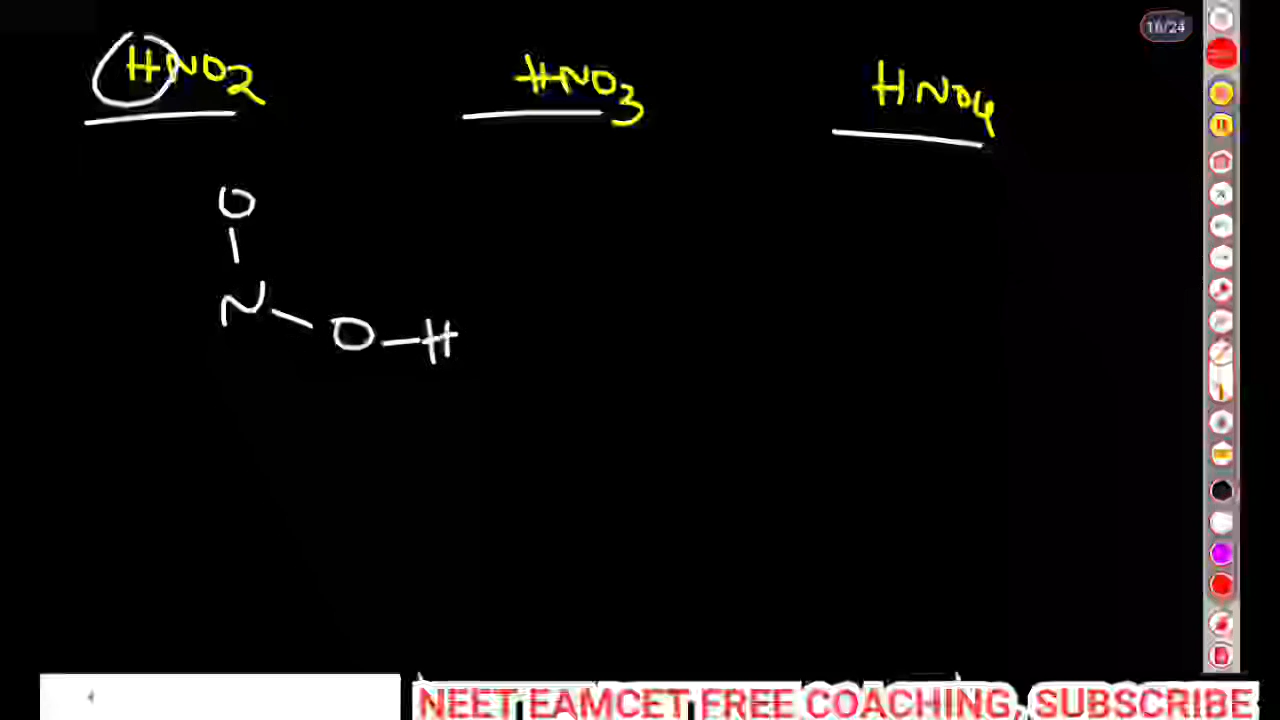 HNO2 HNO3 HNO4
16/24
O
N O H
NEET EAMCET FREE COACHING, SUBSCRIBE